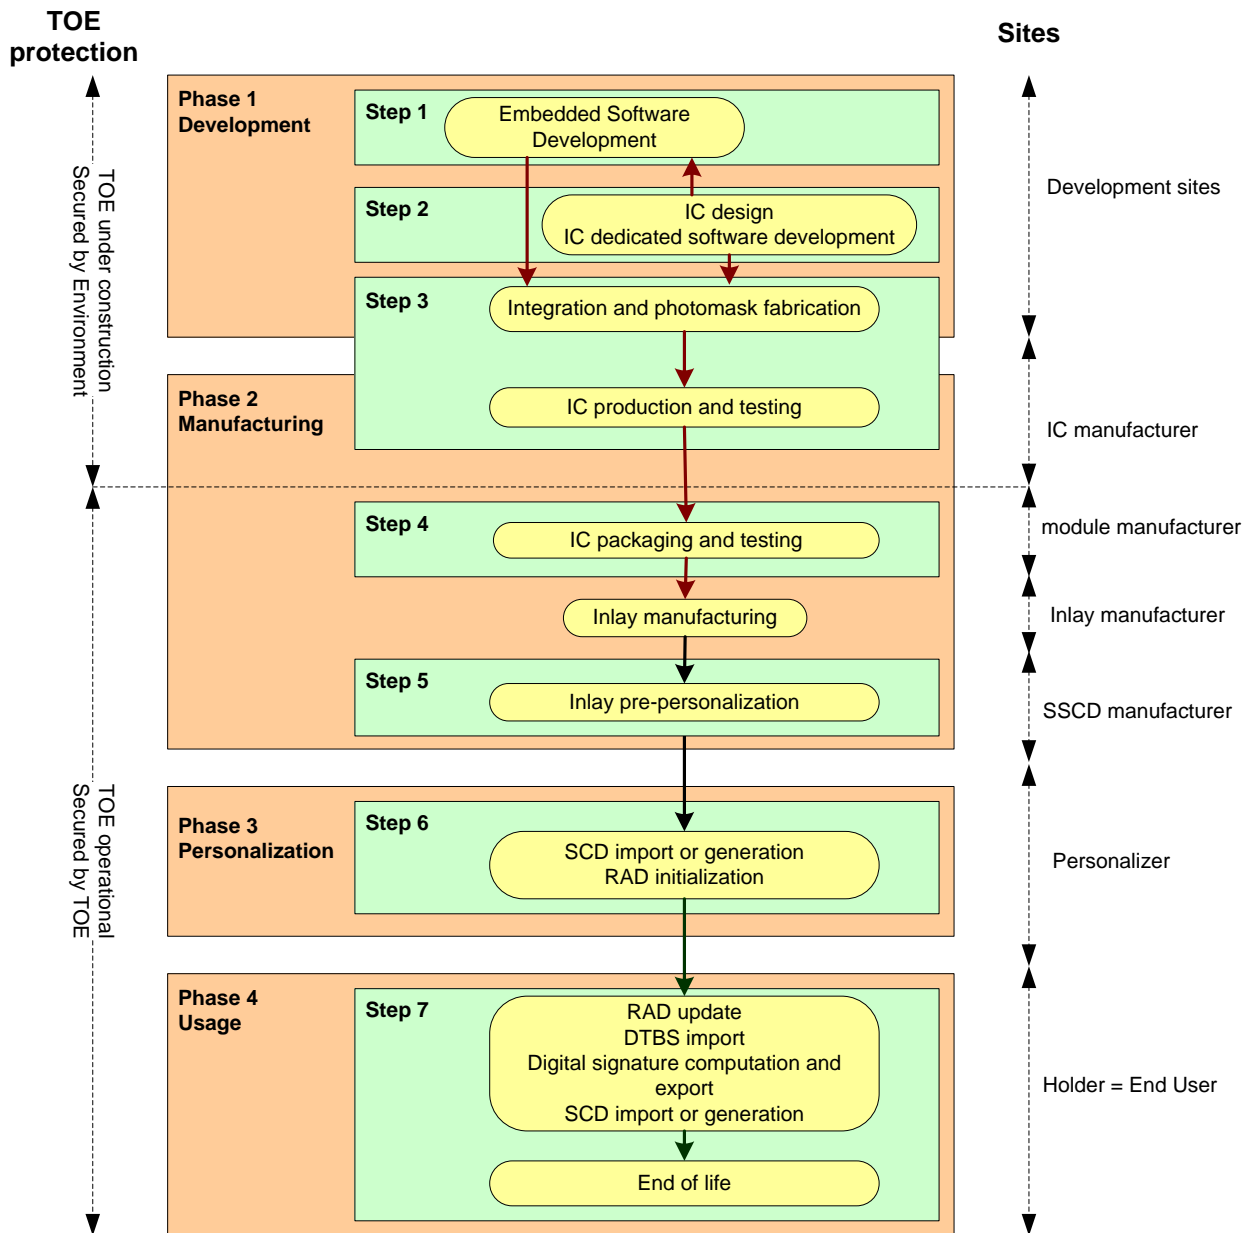 TOE
protection
Sites
Phase 1
Development
Step 1
Embedded Software
Development
Step 2
IC design
IC dedicated software development
Step 3
Integration and photomask fabrication
Development sites
TOE under construction
Secured by Environment
Phase 2
Manufacturing
IC production and testing
IC manufacturer
Step 4
IC packaging and testing
module manufacturer
Inlay manufacturing
Inlay manufacturer
Step 5
Inlay pre-personalization
SSCD manufacturer
TOE operational
Secured by TOE
Phase 3
Personalization
Step 6
SCD import or generation
RAD initialization
Personalizer
Phase 4
Usage
Step 7
RAD update
DTBS import
Digital signature computation and
export
SCD import or generation
Holder = End User
End of life